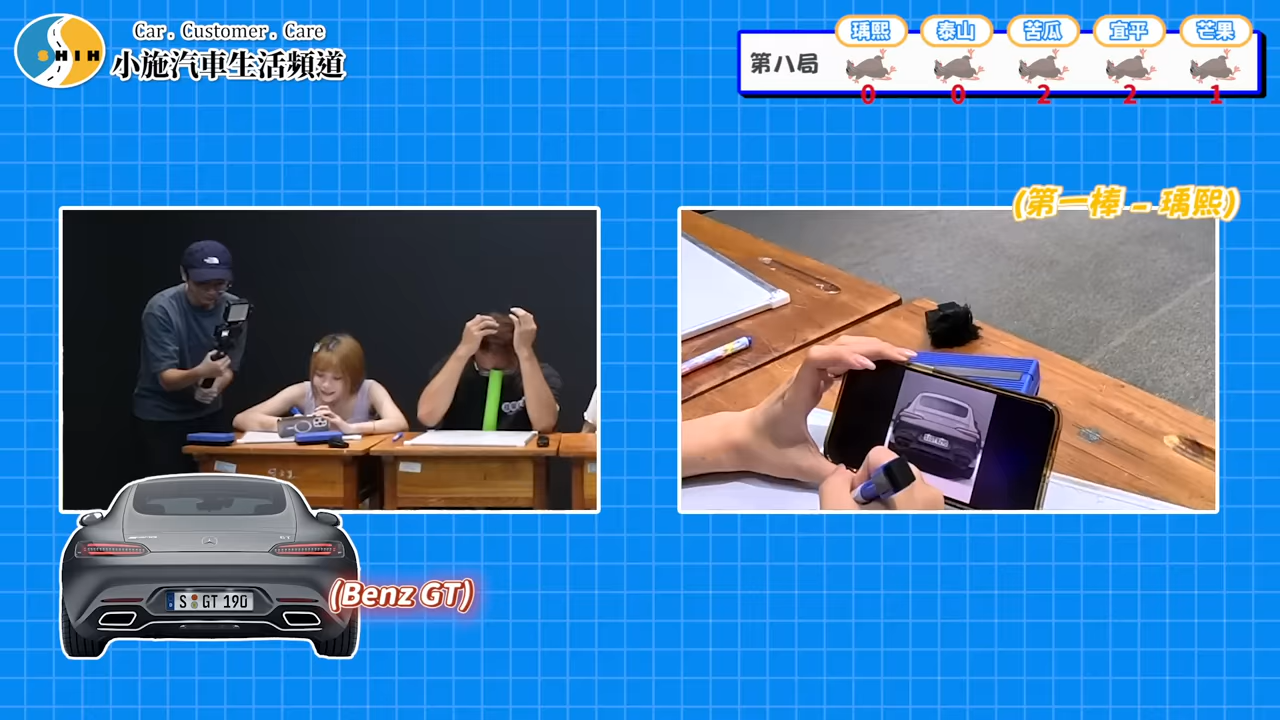 SHIH
Car . Customer . Care
小施汽車生活頻道
第八局
瑀熙 泰山 苦瓜 宜平 芒果
0 0 2 2 1
(第一棒 – 瑀熙)
S GT 190
(Benz GT)